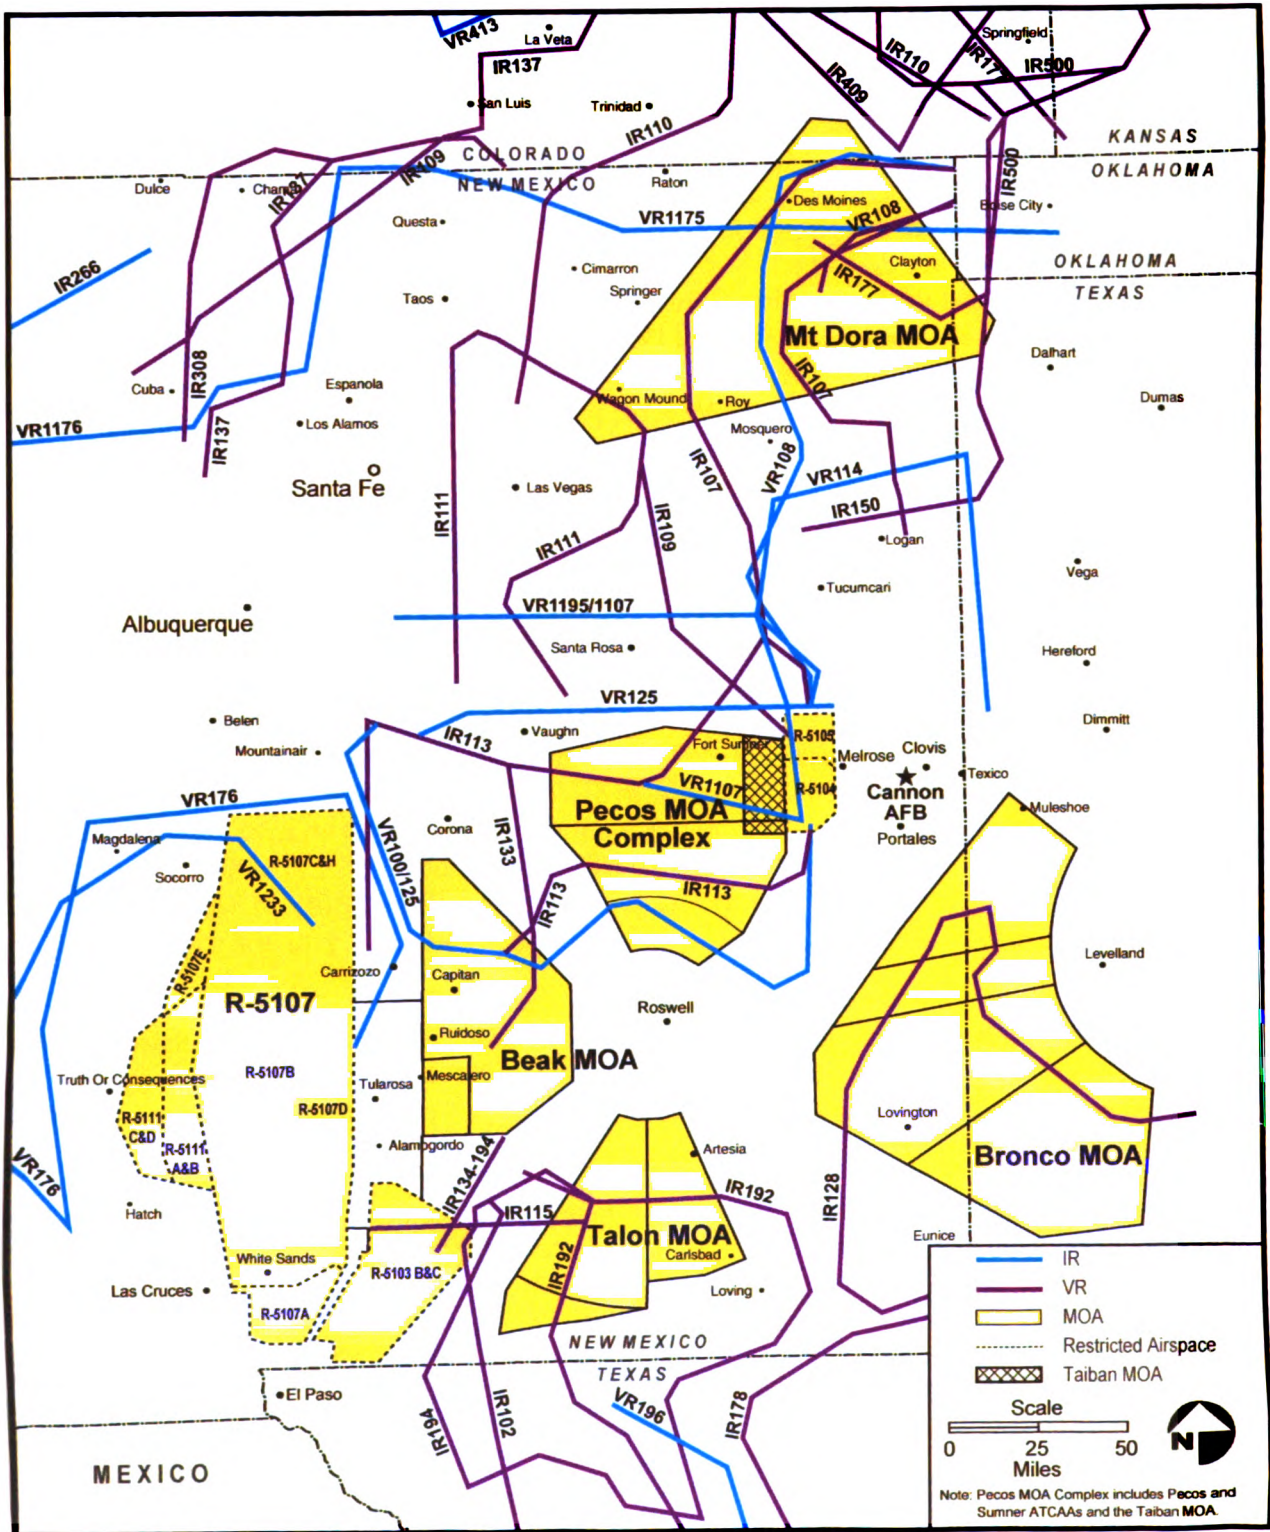 VR413
La Veta
IR137
San Luis
Trinidad
IR110
IR409
IR110
IR177
Springfield
IR500
KANSAS
OKLAHOMA
COLORADO
NEW MEXICO
IR109
IR137
Dulce
Chama
Raton
IR500
Boise City
Des Moines
VR108
Questa
VR1175
IR266
Cimarron
Clayton
OKLAHOMA
TEXAS
IR177
Taos
Springer
Mt Dora MOA
Dalhart
IR308
Cuba
Espanola
IR107
Wagon Mound
Roy
Dumas
VR1176
IR137
Los Alamos
Mosquero
Santa Fe
IR107
VR108
VR114
Las Vegas
IR111
IR109
IR150
IR111
Logan
Vega
Tucumcari
VR1195/1107
Albuquerque
Santa Rosa
Hereford
VR125
Belen
Mountainair
IR113
Vaughn
Fort Sumner
R-5105
Melrose
Clovis
Dimmitt
Texico
R-5104
VR1107
Cannon
AFB
Portales
Muleshoe
Pecos MOA
Complex
VR176
Magdalena
Socorro
R-5107C&H
VR1233
VR100/125
Corona
IR133
IR113
IR113
R-5107E
Carrizozo
Capitan
Levelland
R-5107
Roswell
Ruidoso
Beak MOA
Truth Or Consequences
R-5107B
Tularosa
Mescalero
R-5107D
R-5111
C&D
R-5111
A&B
Alamogordo
Lovington
Bronco MOA
Artesia
VR176
IR134-194
IR192
IR128
Hatch
IR115
Talon MOA
Carlsbad
Eunice
White Sands
R-5103 B&C
IR192
Las Cruces
R-5107A
Loving
NEW MEXICO
TEXAS
El Paso
IR194
IR102
VR196
IR178
MEXICO
IR
VR
MOA
Restricted Airspace
Taiban MOA
Scale
0 25 50
Miles
N
Note: Pecos MOA Complex includes Pecos and
Sumner ATCAAs and the Taiban MOA.